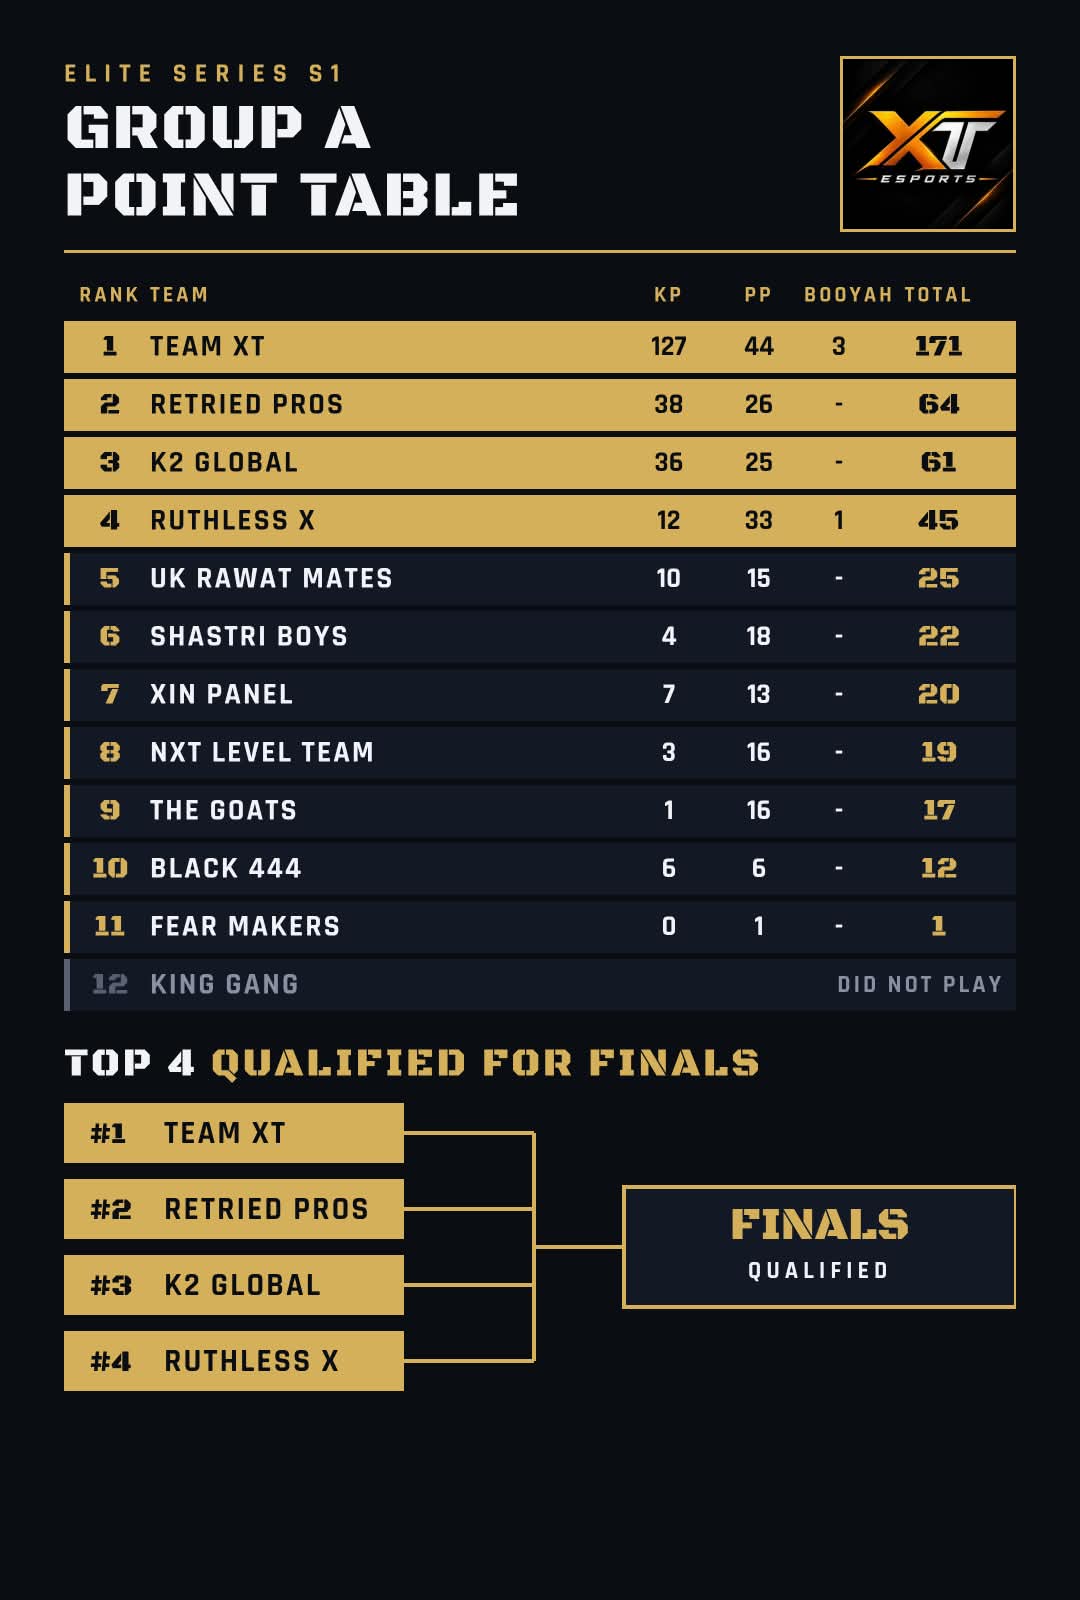 ELITE SERIES S1
GROUP A
POINT TABLE
XT
ESPORTS
RANK TEAM KP PP BOOYAH TOTAL
1 TEAM XT 127 44 3 171
2 RETRIED PROS 38 26 - 64
3 K2 GLOBAL 36 25 - 61
4 RUTHLESS X 12 33 1 45
5 UK RAWAT MATES 10 15 - 25
6 SHASTRI BOYS 4 18 - 22
7 XIN PANEL 7 13 - 20
8 NXT LEVEL TEAM 3 16 - 19
9 THE GOATS 1 16 - 17
10 BLACK 444 6 6 - 12
11 FEAR MAKERS 0 1 - 1
12 KING GANG DID NOT PLAY
TOP 4 QUALIFIED FOR FINALS
#1 TEAM XT
#2 RETRIED PROS
#3 K2 GLOBAL
#4 RUTHLESS X
FINALS
QUALIFIED